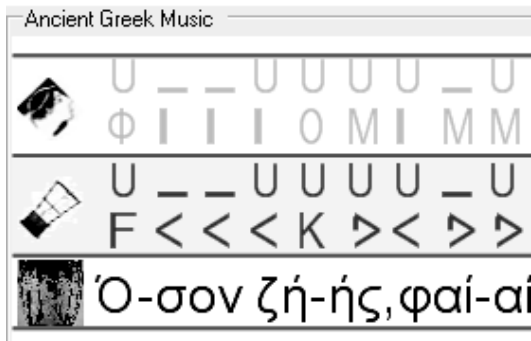 Ancient Greek Music
U _ _ U U U U _ U
Φ I I I O M I M M
U _ _ U U U U _ U
F < < < K < 
Ό-σον ζή-ής,φαί-αί